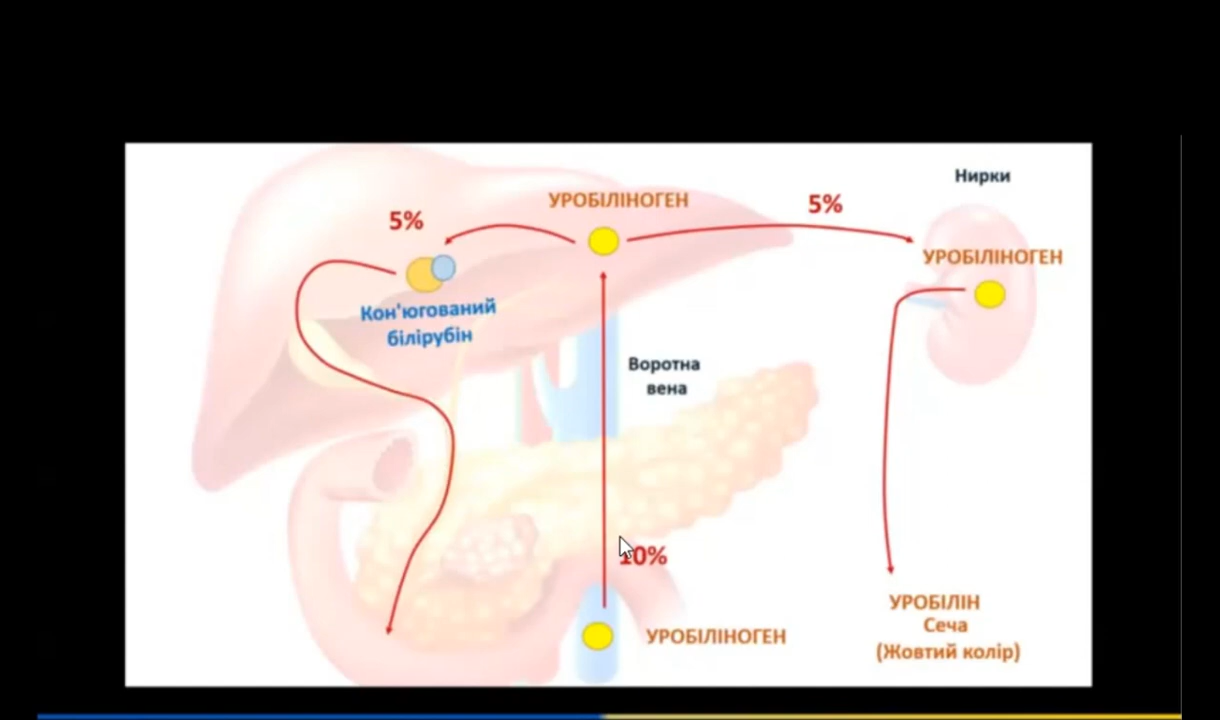 Нирки
УРОБІЛІНОГЕН
5%
5%
УРОБІЛІНОГЕН
Кон'югований
білірубін
Воротна
вена
10%
УРОБІЛІНОГЕН
УРОБІЛІН
Сеча
(Жовтий колір)